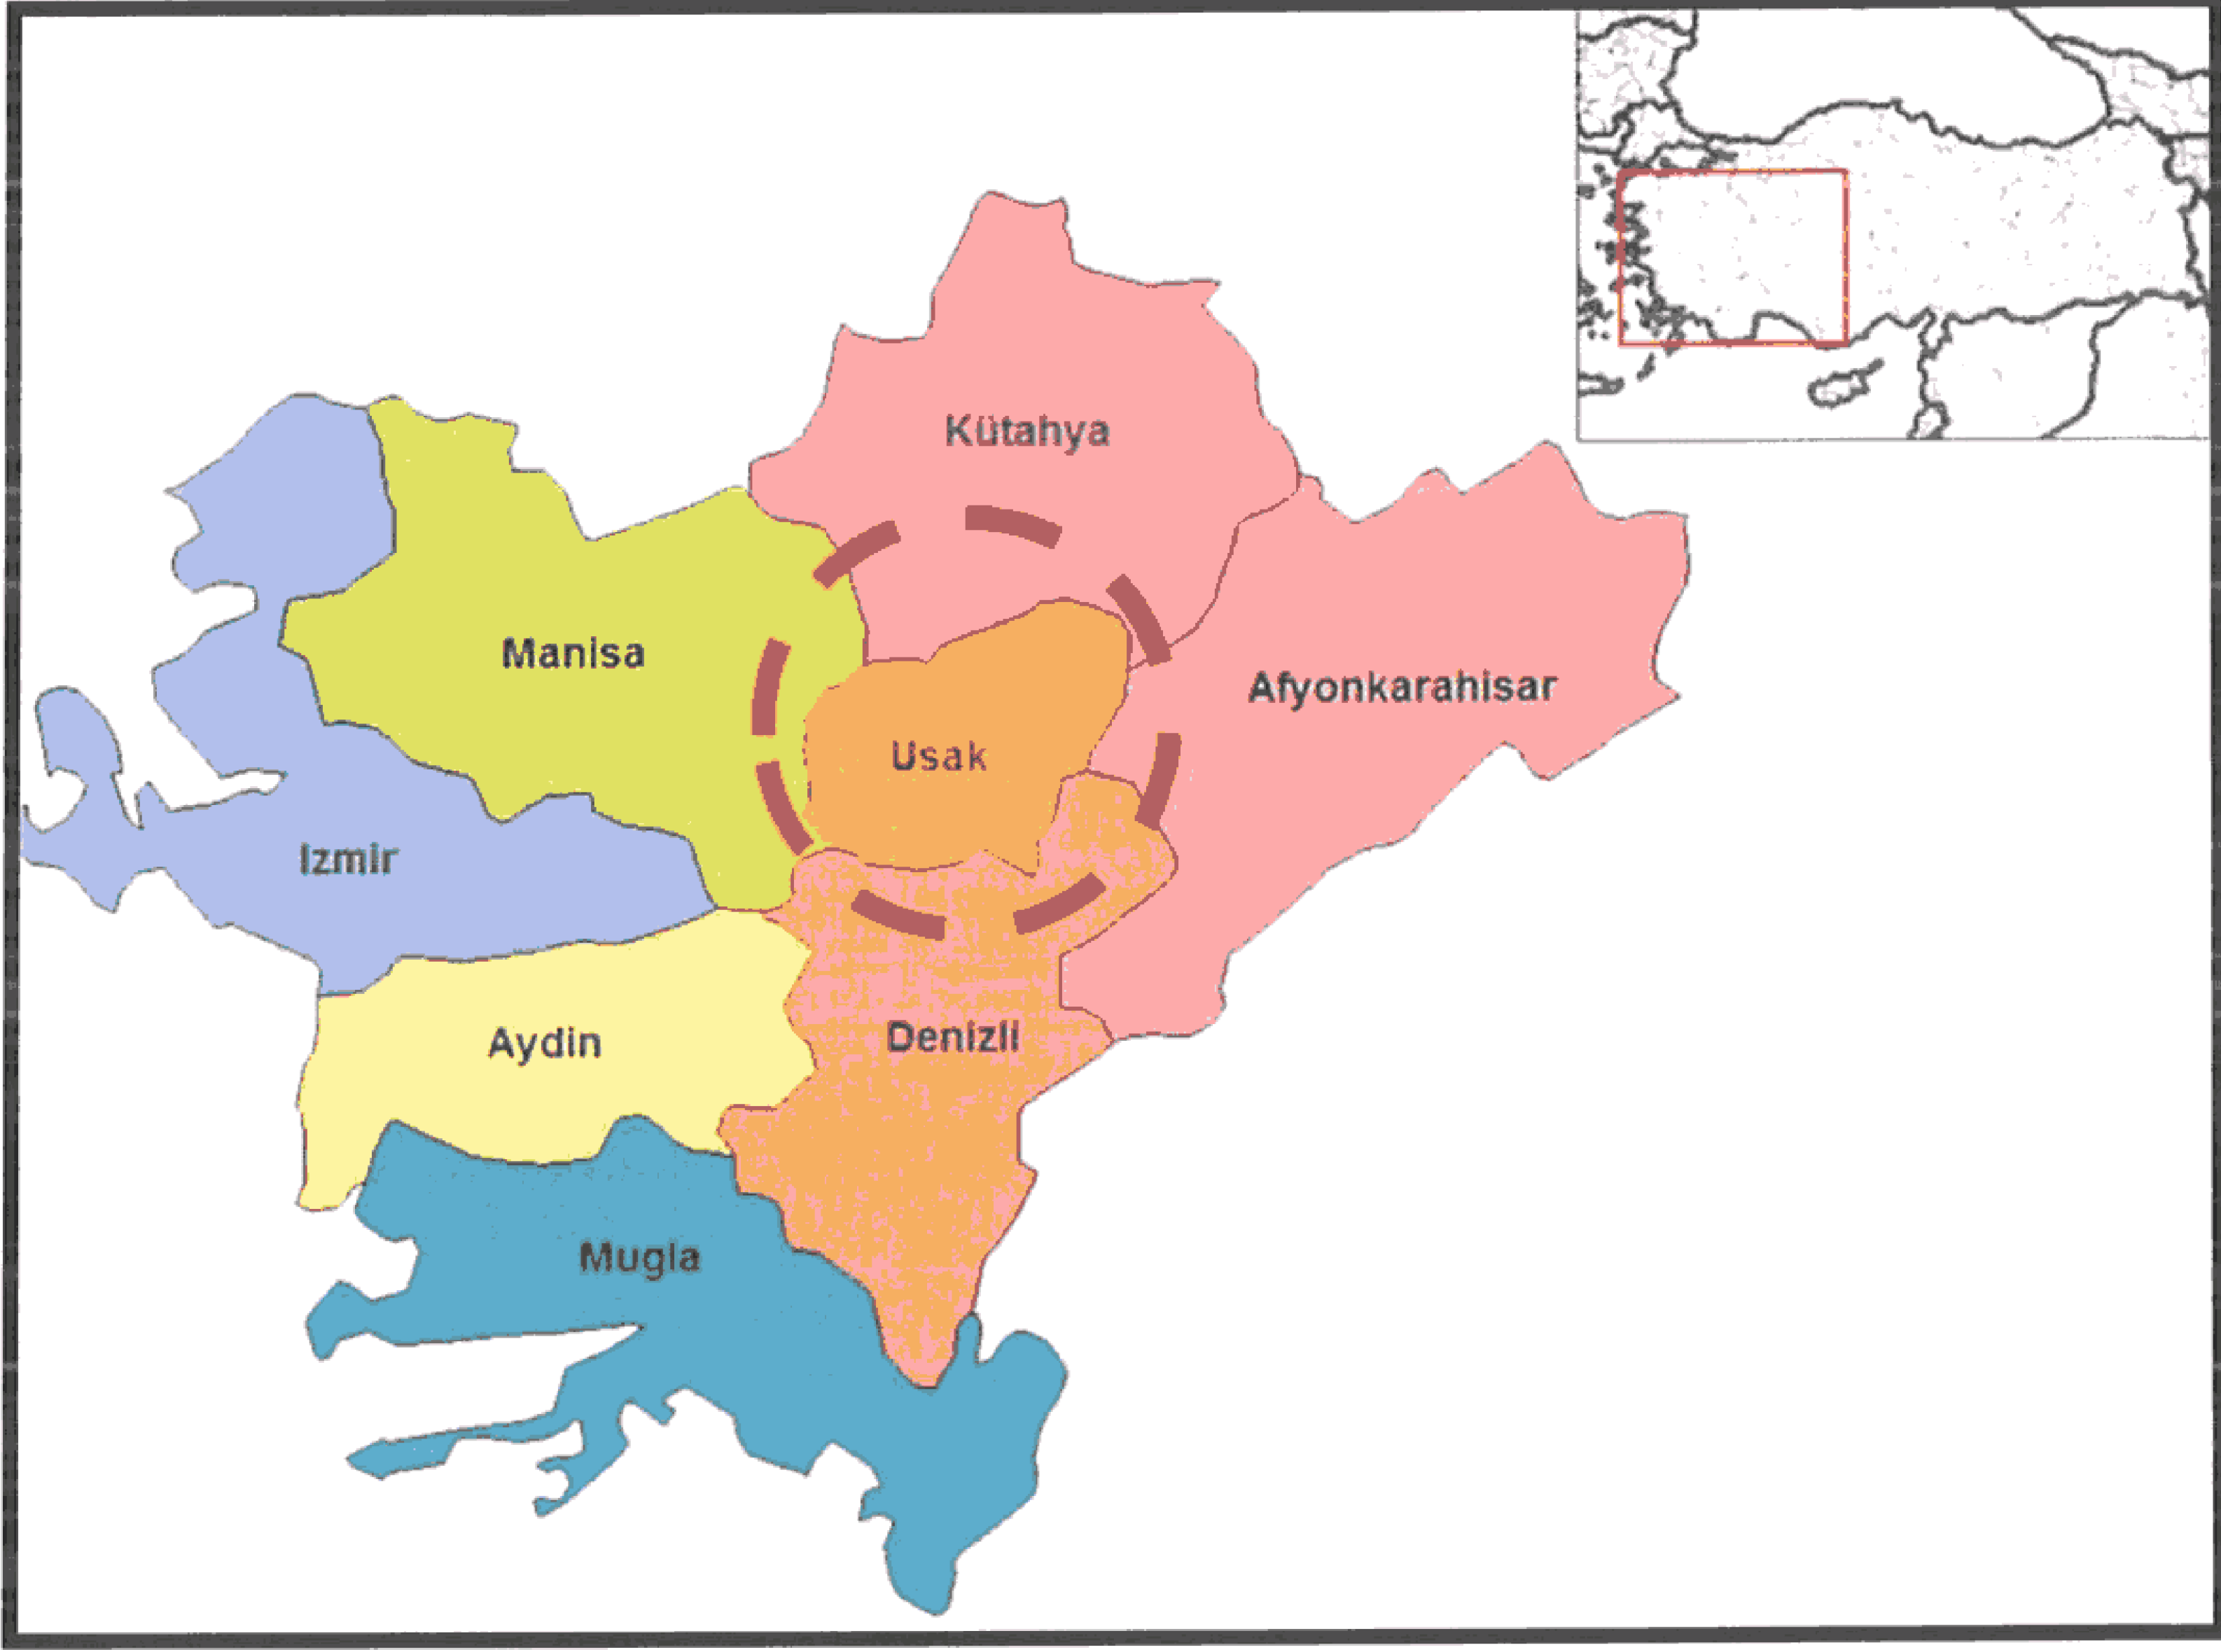 Kütahya
Manisa
Afyonkarahisar
Usak
Izmir
Denizli
Aydin
Mugla